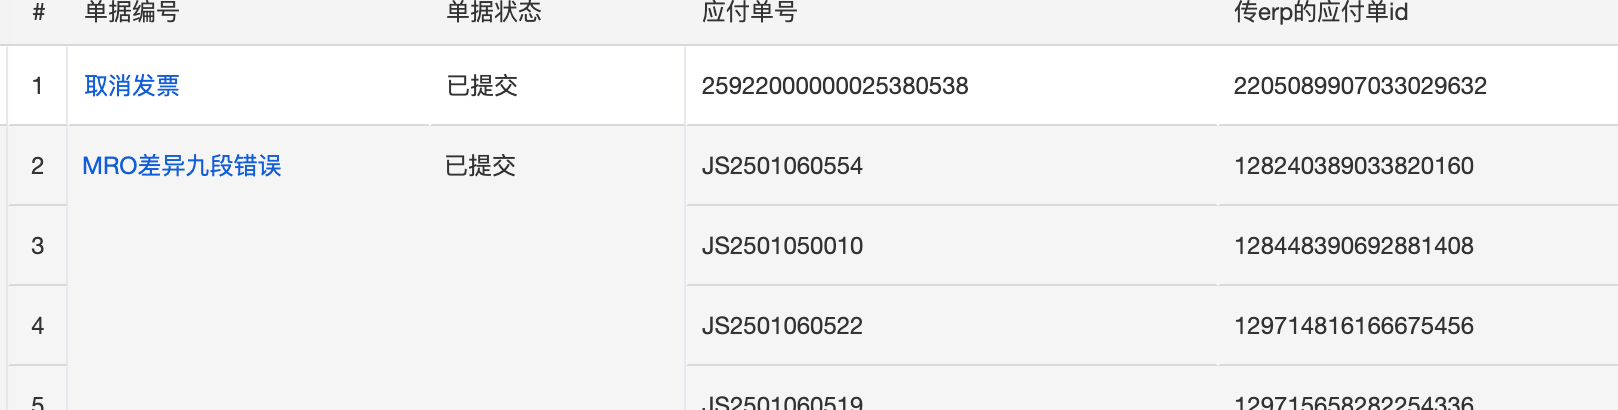 # 单据编号 单据状态 应付单号 传erp的应付单id
1 取消发票 已提交 25922000000025380538 2205089907033029632
2 MRO差异九段错误 已提交 JS2501060554 128240389033820160
3 JS2501050010 128448390692881408
4 JS2501060522 129714816166675456
5 JS2501060519 129715658282254336